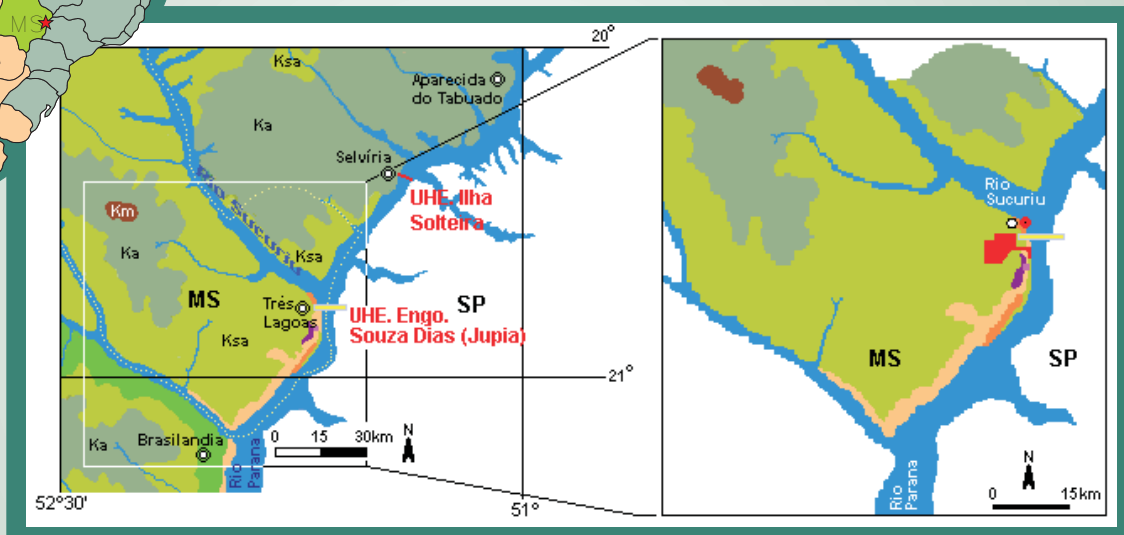 MS
20°
Ksa
Aparecida
do Tabuado
Ka
Selvíria
UHE. Ilha
Solteira
Rio Sucuriu
Km
Ka
Ksa
MS
Três
Lagoas
SP
UHE. Engo.
Souza Dias (Jupia)
Ksa
21°
Ka
Brasilandia
0 15 30km
N
Rio
Parana
52°30'
51°
Rio
Sucuriu
MS
SP
Rio
Parana
N
0 15km